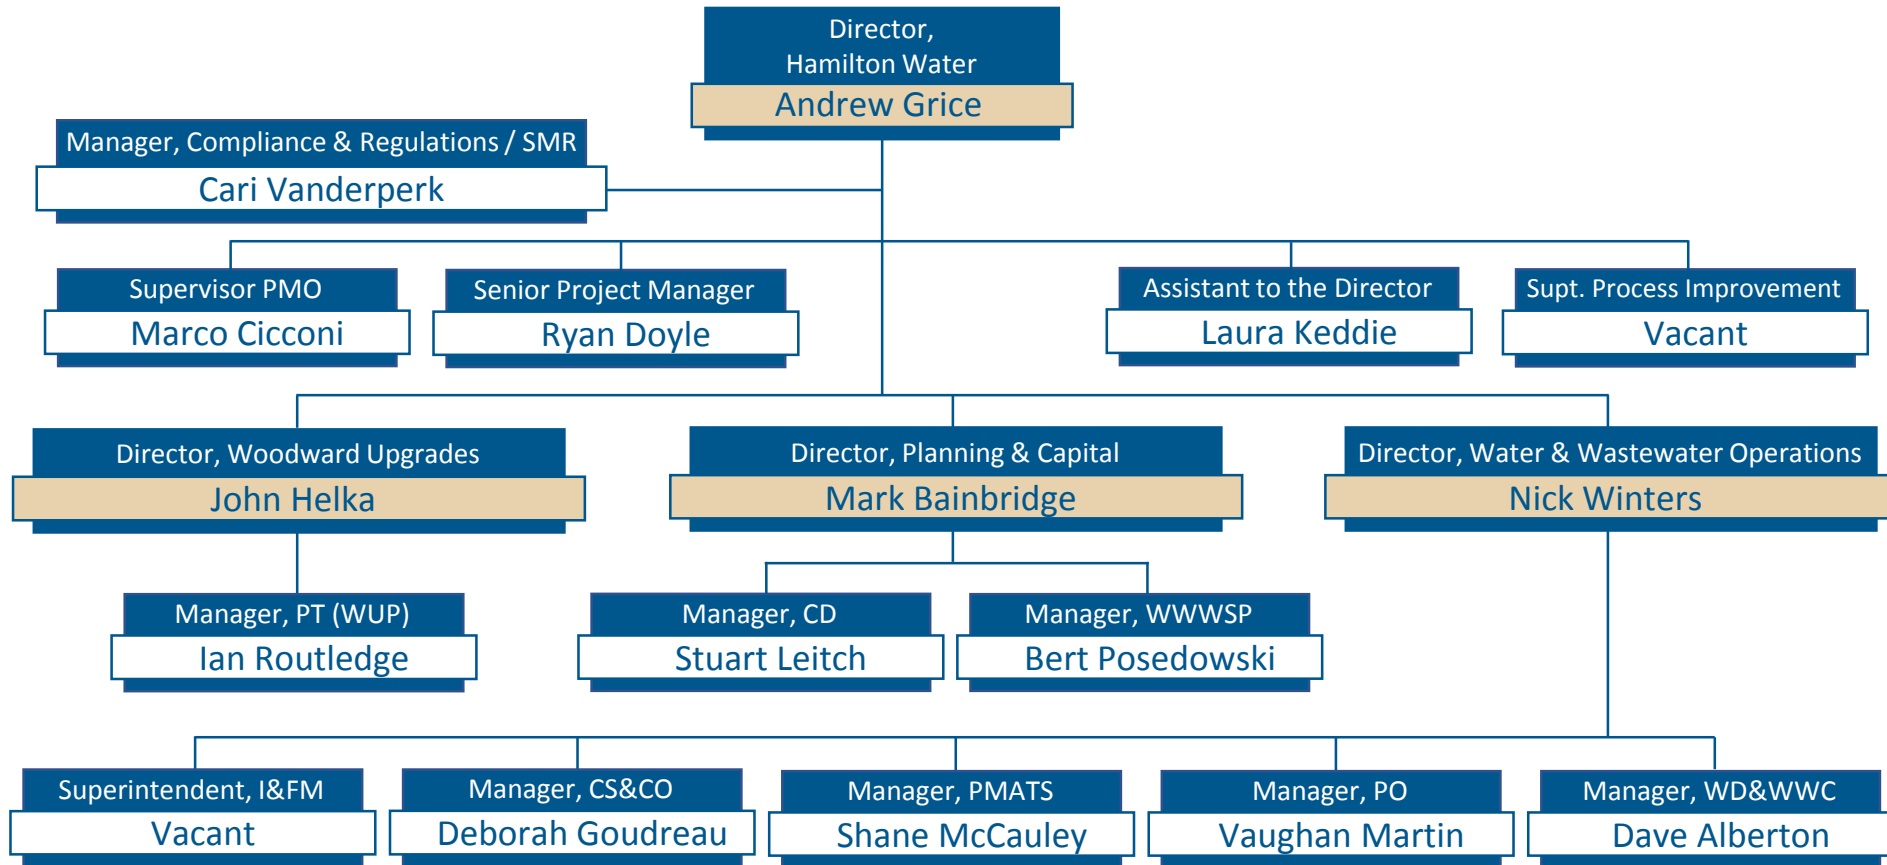 Director,
Hamilton Water
Andrew Grice
Manager, Compliance & Regulations / SMR
Cari Vanderperk
Supervisor PMO
Marco Cicconi
Senior Project Manager
Ryan Doyle
Assistant to the Director
Laura Keddie
Supt. Process Improvement
Vacant
Director, Woodward Upgrades
John Helka
Director, Planning & Capital
Mark Bainbridge
Director, Water & Wastewater Operations
Nick Winters
Manager, PT (WUP)
Ian Routledge
Manager, CD
Stuart Leitch
Manager, WWWSP
Bert Posedowski
Superintendent, I&FM
Vacant
Manager, CS&CO
Deborah Goudreau
Manager, PMATS
Shane McCauley
Manager, PO
Vaughan Martin
Manager, WD&WWC
Dave Alberton